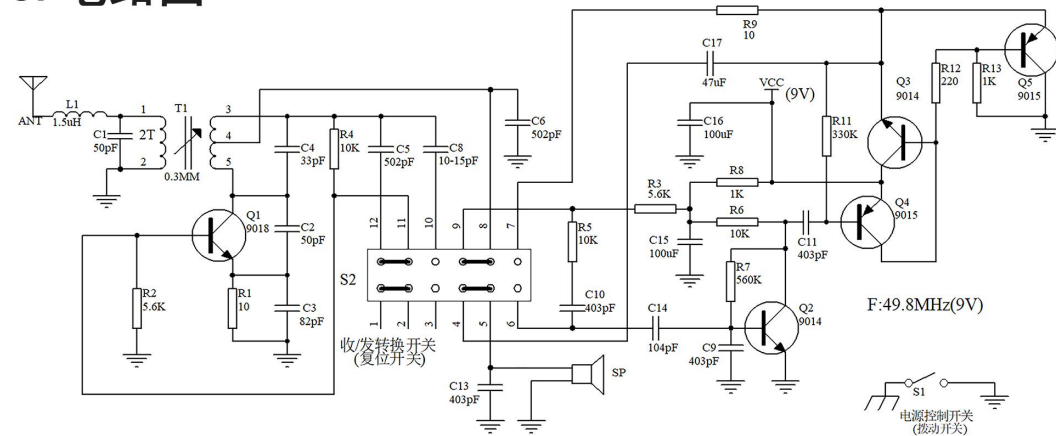 R9
10
C17
47uF
VCC
(9V)
Q3
9014
R12
220
R13
1K
Q5
9015
ANT
L1
1.5uH
C1
50pF
1
2T
2
T1
0.3MM
3
4
5
C4
33pF
R4
10K
C5
502pF
C8
10-15pF
C6
502pF
C16
100uF
R11
330K
R8
1K
R3
5.6K
R6
10K
Q4
9015
Q1
9018
C2
50pF
12
11
10
9
8
7
R5
10K
C15
100uF
C11
403pF
R7
560K
Q2
9014
F:49.8MHz(9V)
S2
R2
5.6K
R1
10
C3
82pF
C10
403pF
C14
104pF
C9
403pF
1
2
3
4
5
6
收/发转换开关
(复位开关)
C13
403pF
SP
S1
电源控制开关
(拨动开关)